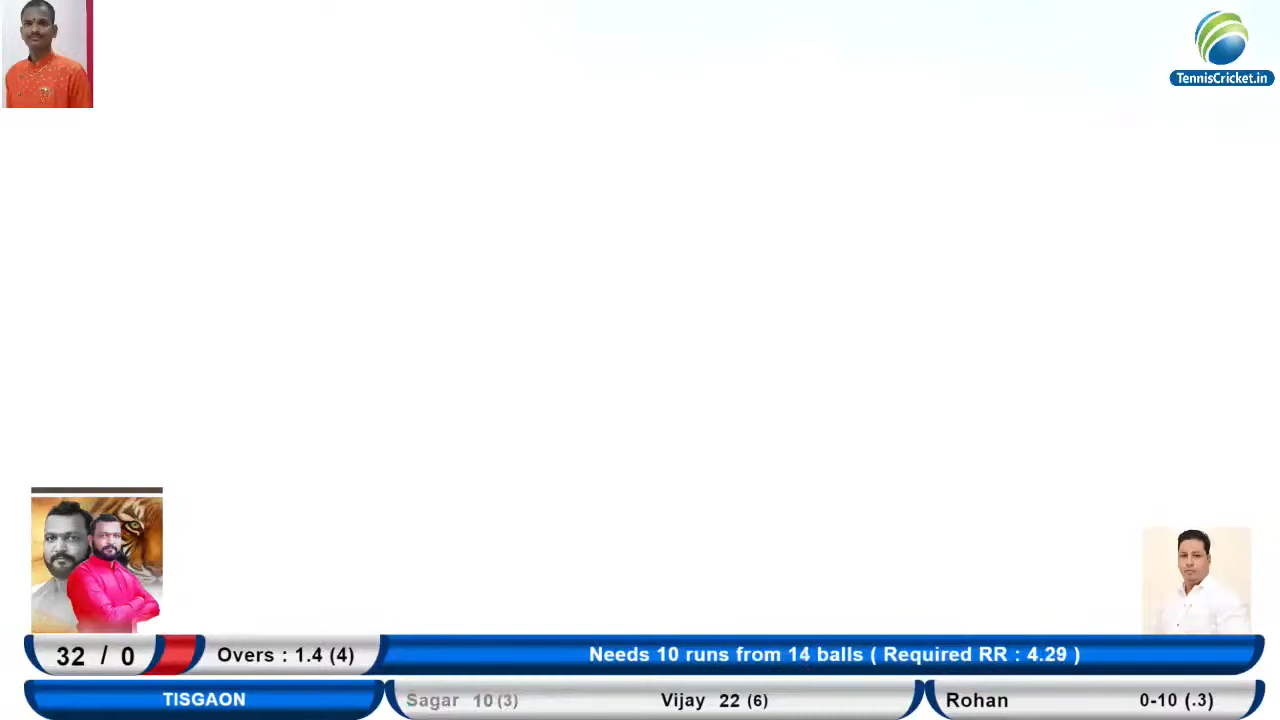 TennisCricket.in
32 / 0
Overs : 1.4 (4)
Needs 10 runs from 14 balls ( Required RR : 4.29 )
TISGAON
Sagar 10 (3)
Vijay 22 (6)
Rohan 0-10 (.3)